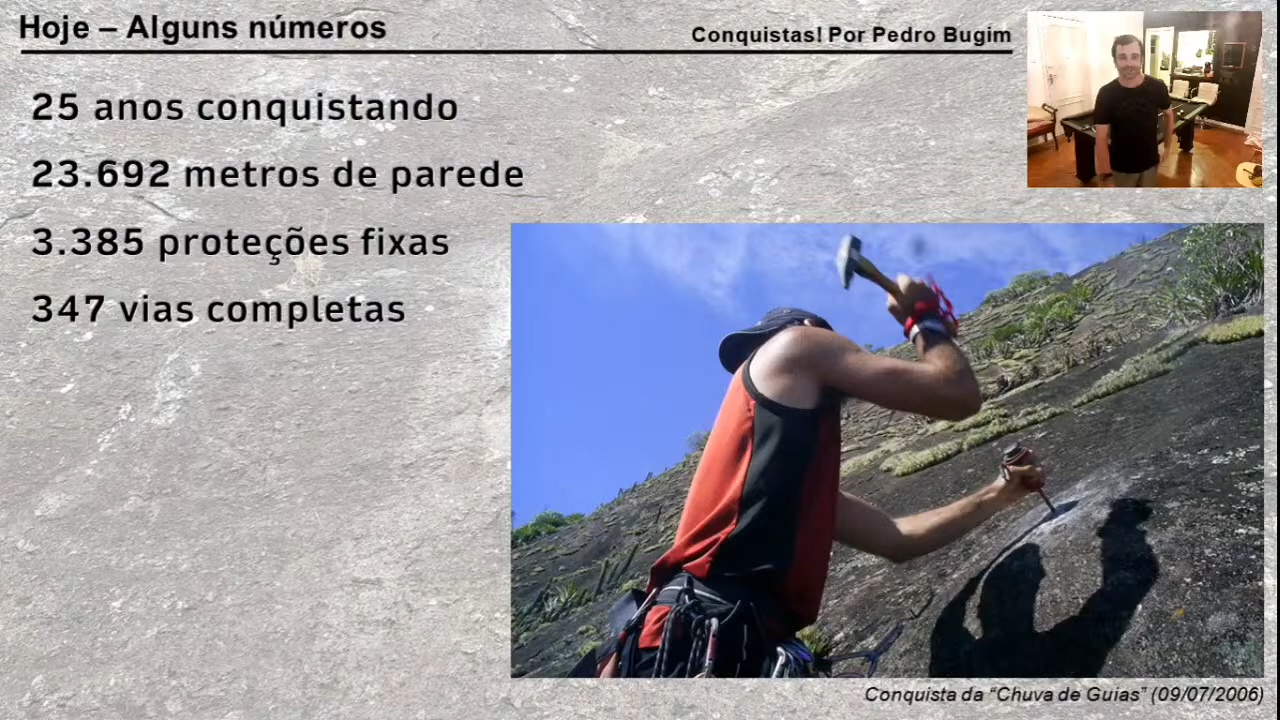 Hoje – Alguns números
Conquistas! Por Pedro Bugim
25 anos conquistando
23.692 metros de parede
3.385 proteções fixas
347 vias completas
Conquista da “Chuva de Guias” (09/07/2006)